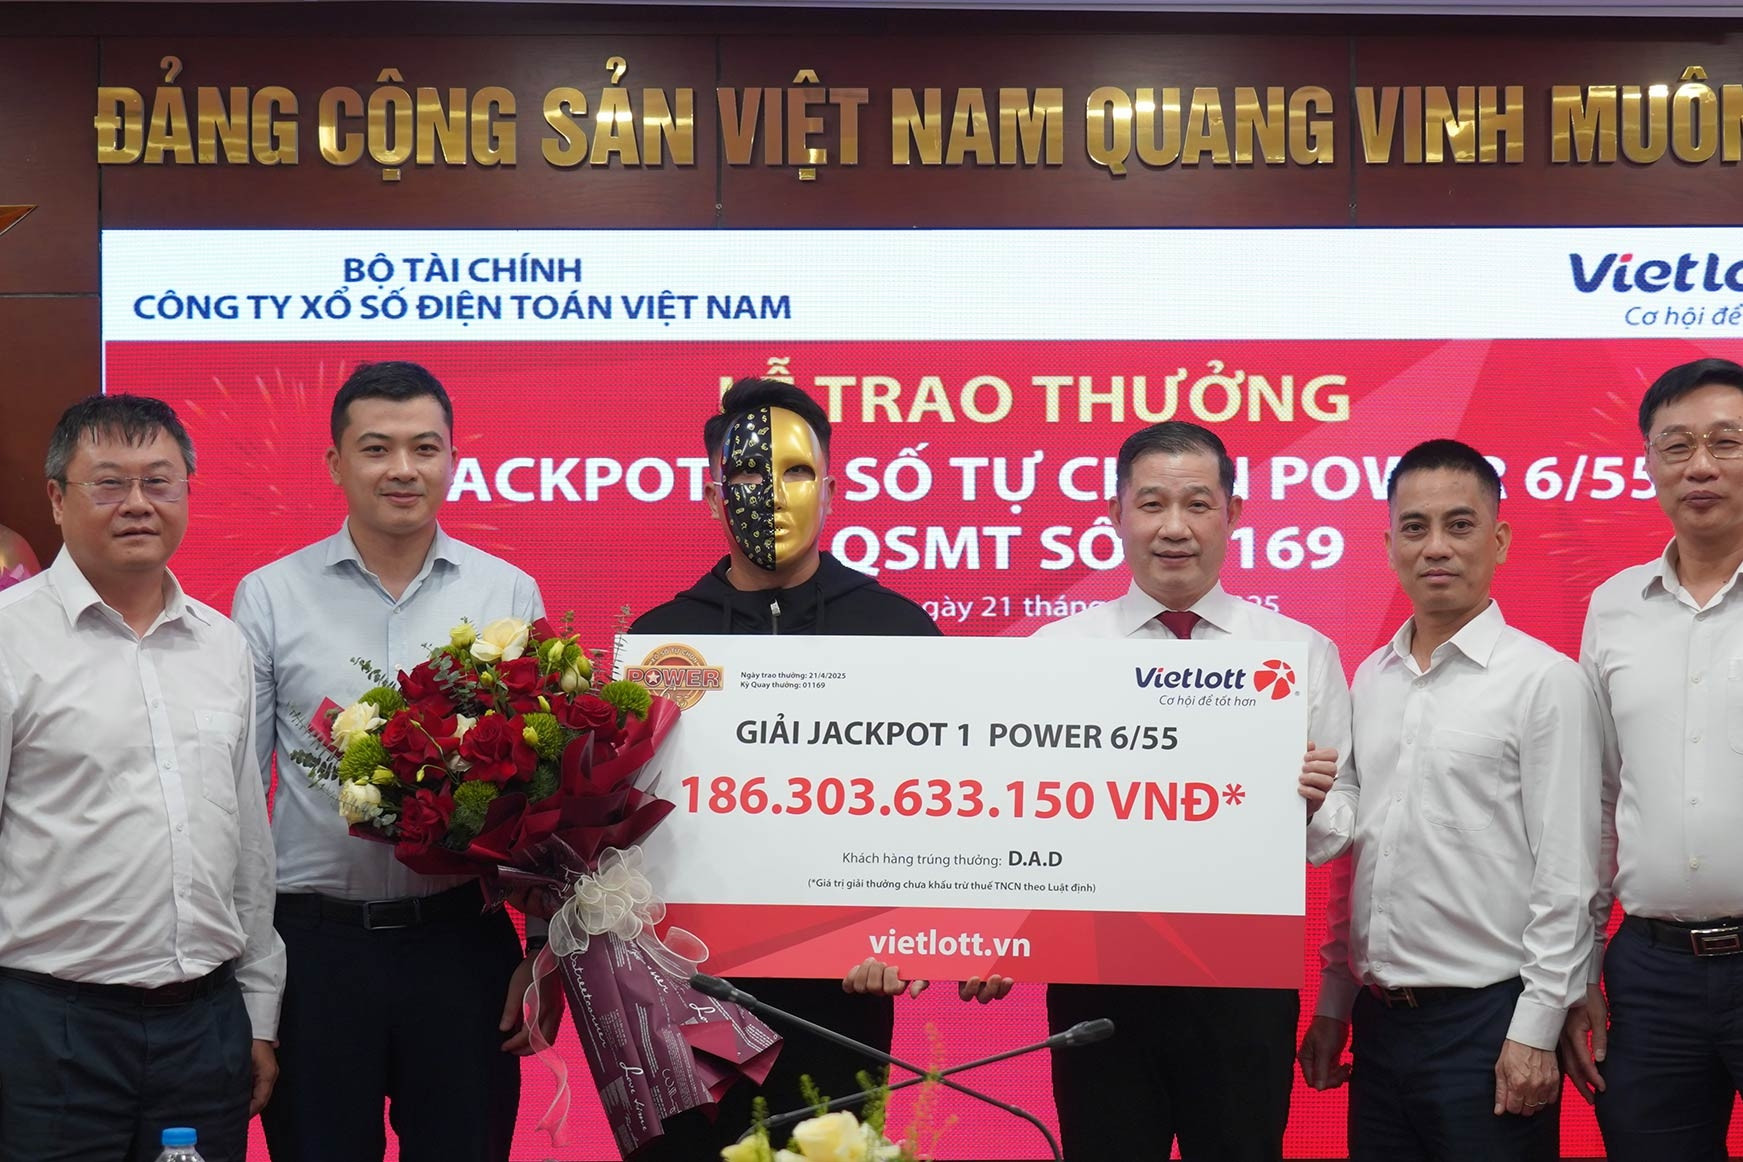 ĐẢNG CỘNG SẢN VIỆT NAM QUANG VINH MUÔN
BỘ TÀI CHÍNH
CÔNG TY XỔ SỐ ĐIỆN TOÁN VIỆT NAM
Vietlo
Cơ hội để
LỄ TRAO THƯỞNG
JACKPOT SỐ TỰ CHỌN POWER 6/55
QSMT SỐ 169
gày 21 tháng
POWER
Ngày trao thưởng: 21/4/2025
Kỳ Quay thưởng: 01169
Vietlott
Cơ hội để tốt hơn
GIẢI JACKPOT 1 POWER 6/55
186.303.633.150 VNĐ*
Khách hàng trúng thưởng: D.A.D
(*Giá trị giải thưởng chưa khấu trừ thuế TNCN theo Luật định)
vietlott.vn